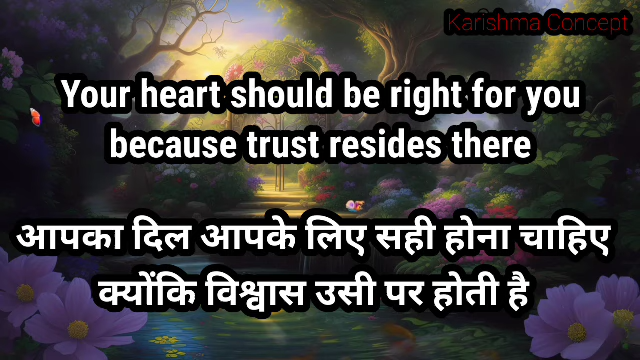 Karishma Concept
Your heart should be right for you
because trust resides there
आपका दिल आपके लिए सही होना चाहिए
क्योंकि विश्वास उसी पर होती है